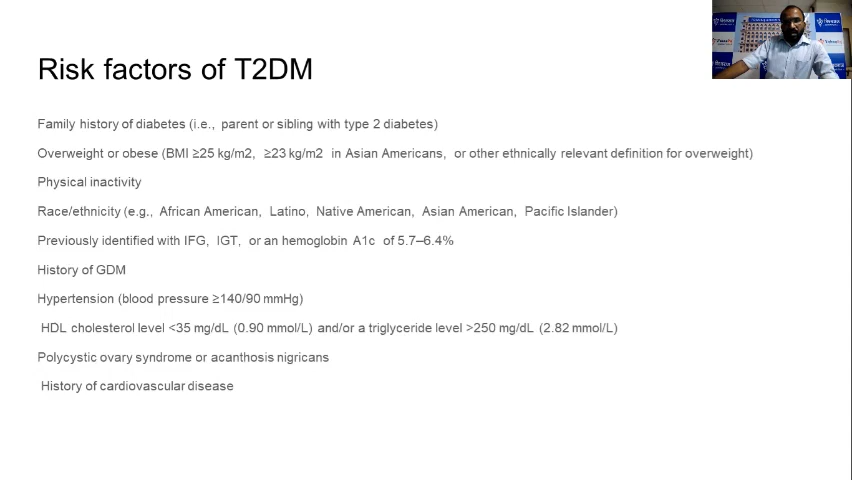 Risk factors of T2DM
Family history of diabetes (i.e., parent or sibling with type 2 diabetes)
Overweight or obese (BMI ≥25 kg/m2, ≥23 kg/m2 in Asian Americans, or other ethnically relevant definition for overweight)
Physical inactivity
Race/ethnicity (e.g., African American, Latino, Native American, Asian American, Pacific Islander)
Previously identified with IFG, IGT, or an hemoglobin A1c of 5.7–6.4%
History of GDM
Hypertension (blood pressure ≥140/90 mmHg)
HDL cholesterol level <35 mg/dL (0.90 mmol/L) and/or a triglyceride level >250 mg/dL (2.82 mmol/L)
Polycystic ovary syndrome or acanthosis nigricans
History of cardiovascular disease